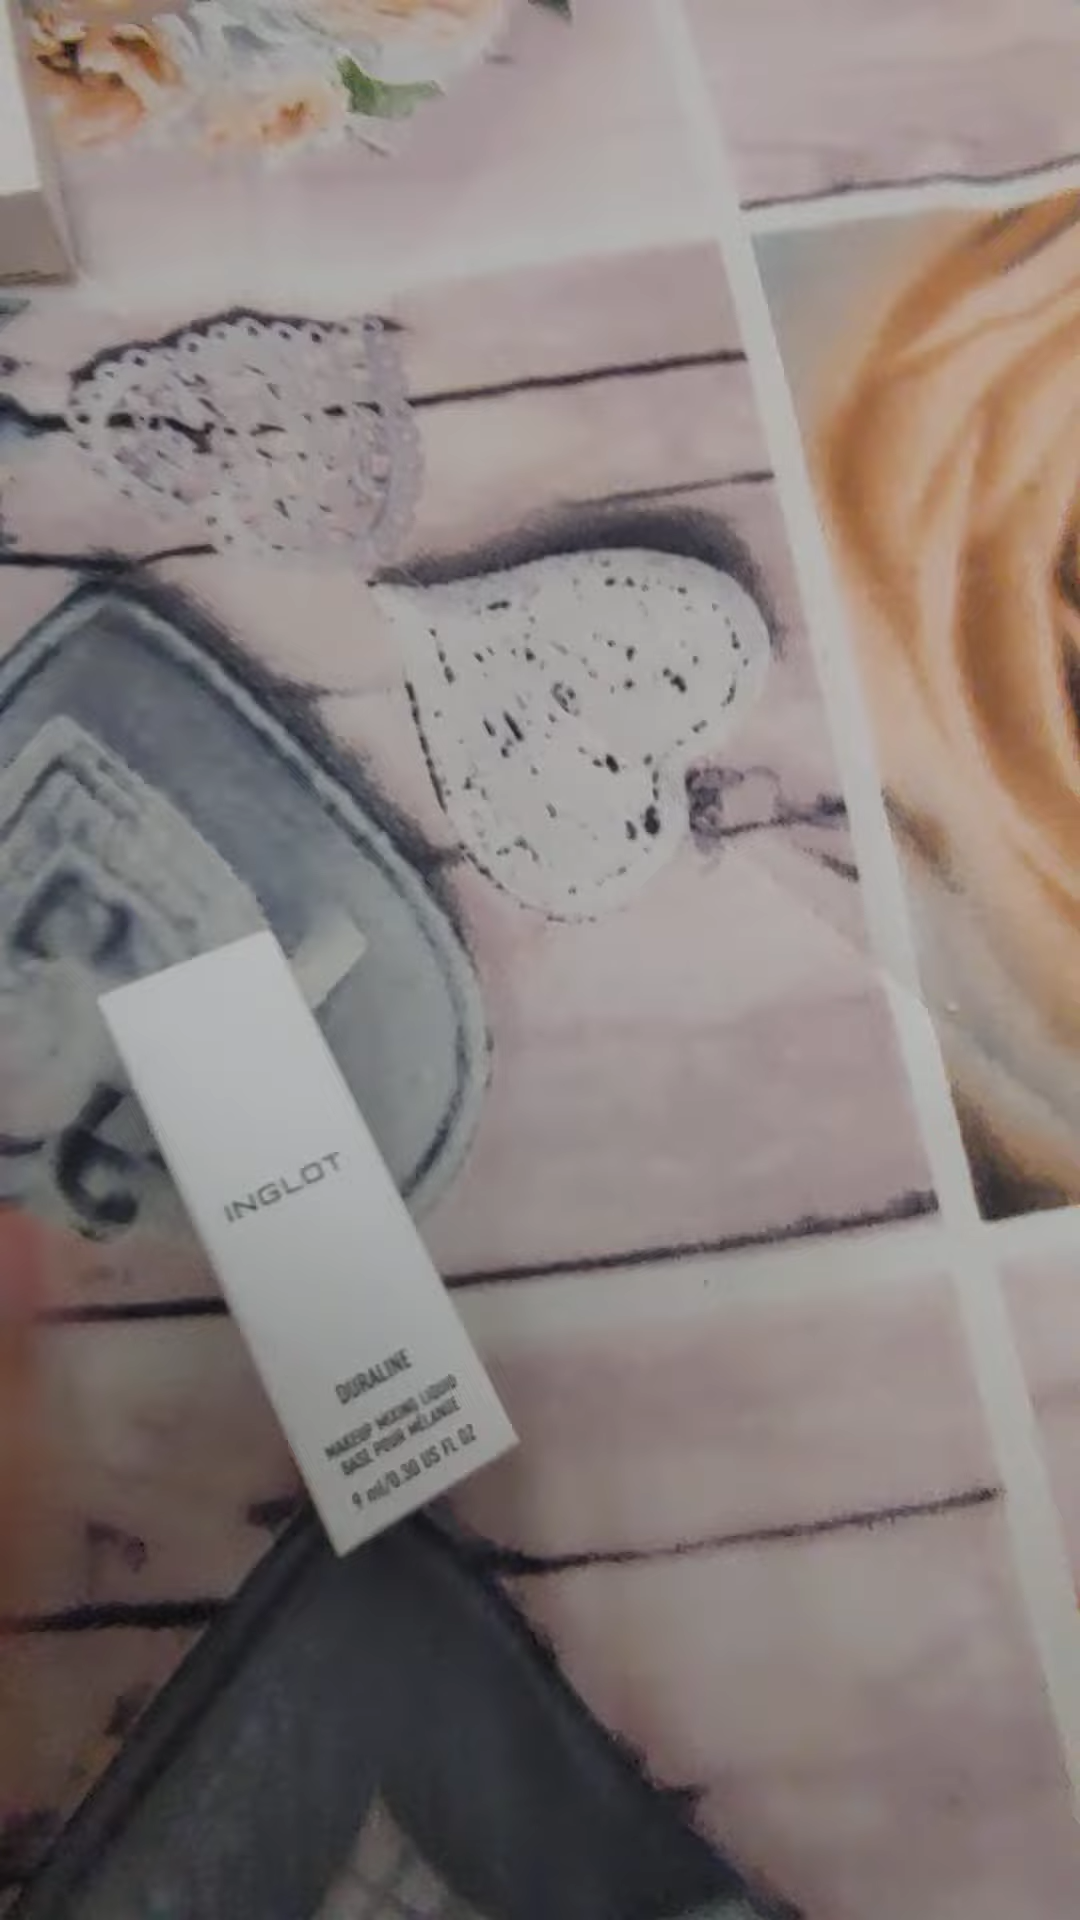 INGLOT
DURALINE
MAKEUP MIXING LIQUID
BASE POUR MÉLANGE
9 ml/0.30 US FL OZ